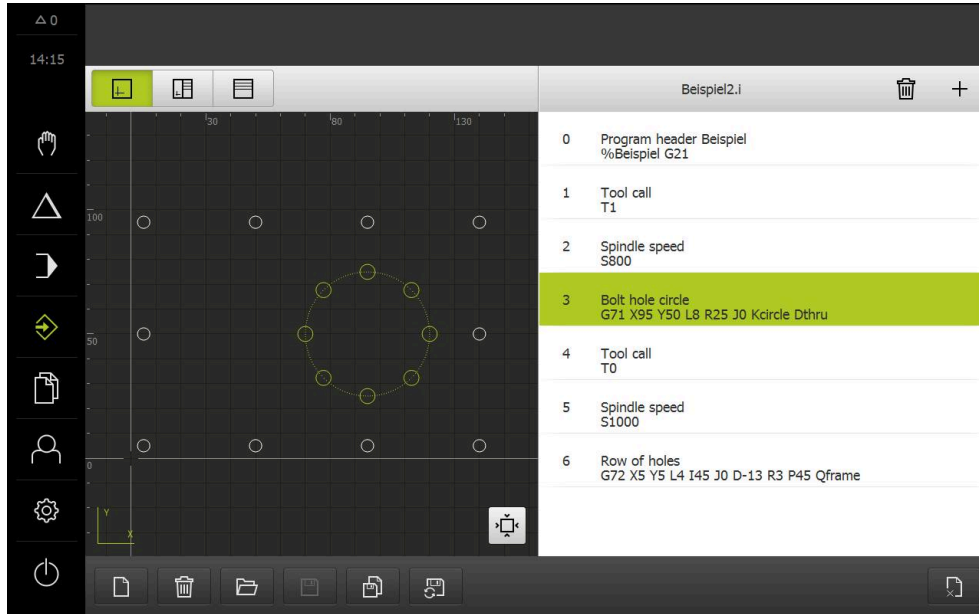 0
14:15
Beispiel2.i
30
80
130
100
50
0
Y
X
0 Program header Beispiel
%Beispiel G21
1 Tool call
T1
2 Spindle speed
S800
3 Bolt hole circle
G71 X95 Y50 L8 R25 J0 Kcircle Dthru
4 Tool call
T0
5 Spindle speed
S1000
6 Row of holes
G72 X5 Y5 L4 I45 J0 D-13 R3 P45 Qframe